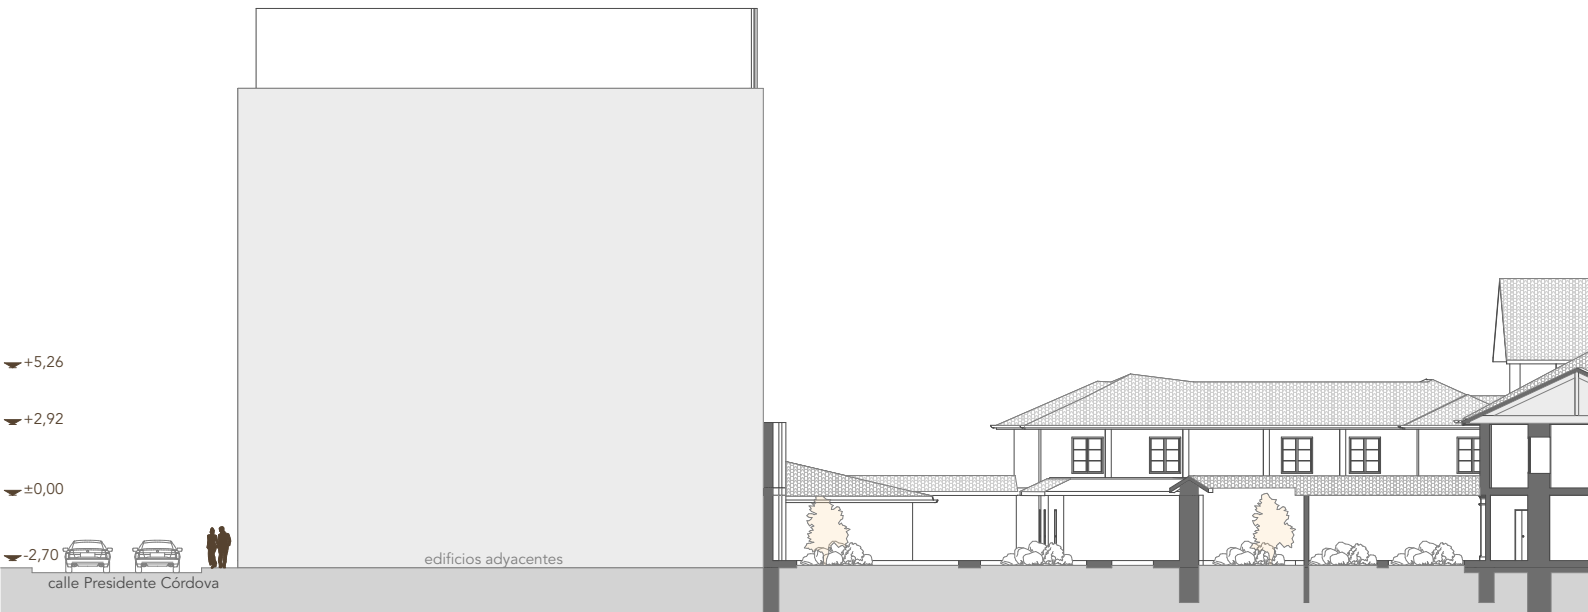 +5,26
+2,92
±0,00
-2,70
edificios adyacentes
calle Presidente Córdova